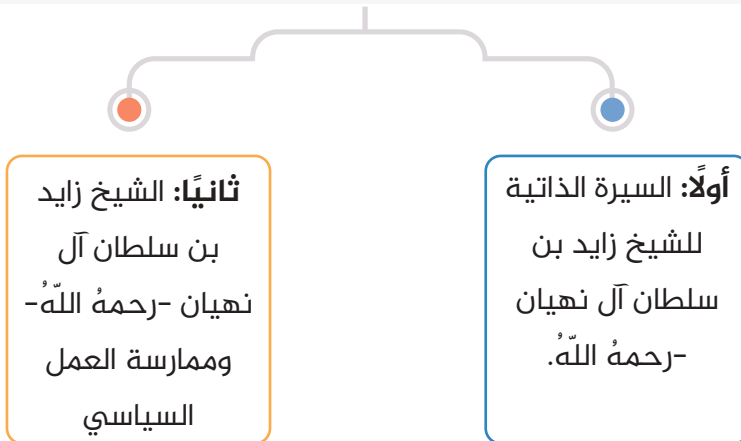 أولًا: السيرة الذاتية
للشيخ زايد بن
سلطان آل نهيان
-رحمهُ اللّهُ.
ثانيًا: الشيخ زايد
بن سلطان آل
نهيان -رحمهُ اللّهُ-
وممارسة العمل
السياسي